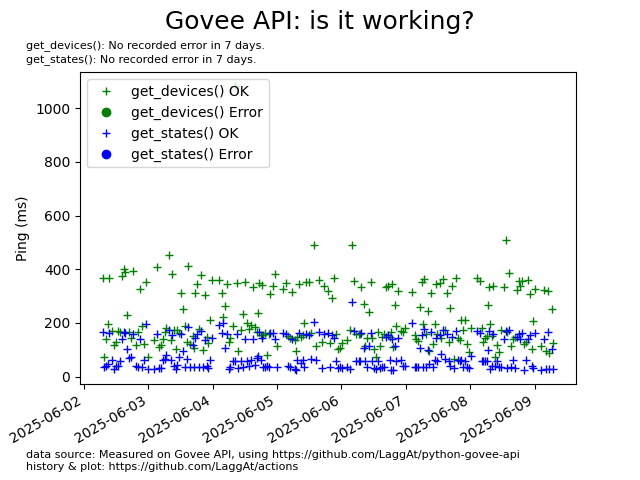 Govee API: is it working?
get_devices(): No recorded error in 7 days.
get_states(): No recorded error in 7 days.
get_devices() OK
get_devices() Error
get_states() OK
get_states() Error
Ping (ms)
1000
800
600
400
200
0
2025-06-02
2025-06-03
2025-06-04
2025-06-05
2025-06-06
2025-06-07
2025-06-08
2025-06-09
data source: Measured on Govee API, using https://github.com/LaggAt/python-govee-api
history & plot: https://github.com/LaggAt/actions